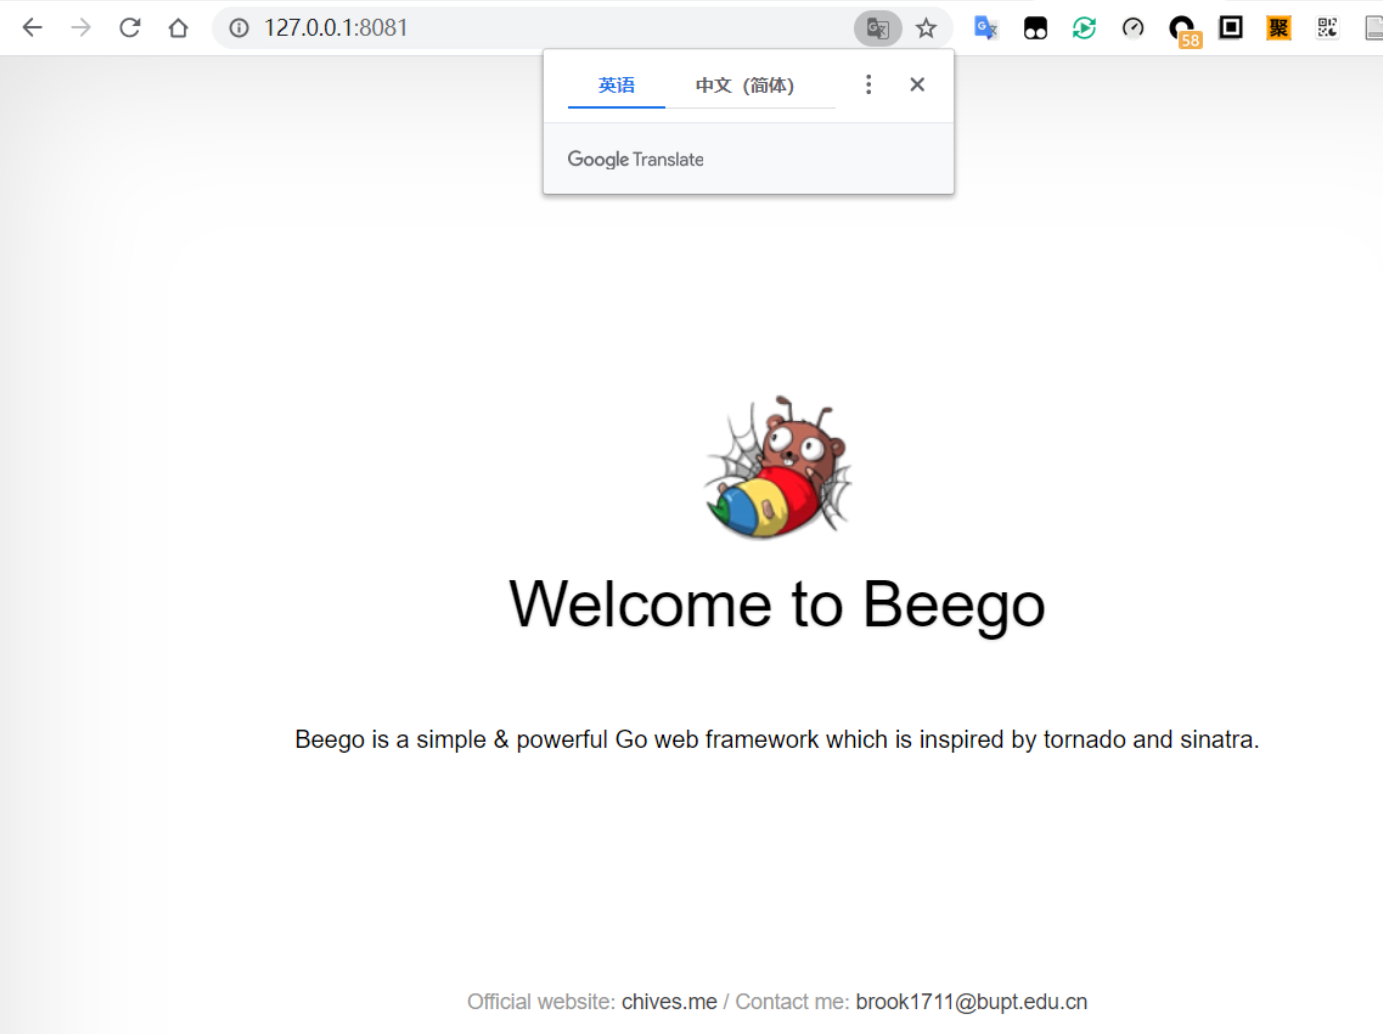 127.0.0.1:8081
58
聚
英语 中文（简体）
Google Translate
Welcome to Beego
Beego is a simple & powerful Go web framework which is inspired by tornado and sinatra.
Official website: chives.me / Contact me: brook1711@bupt.edu.cn